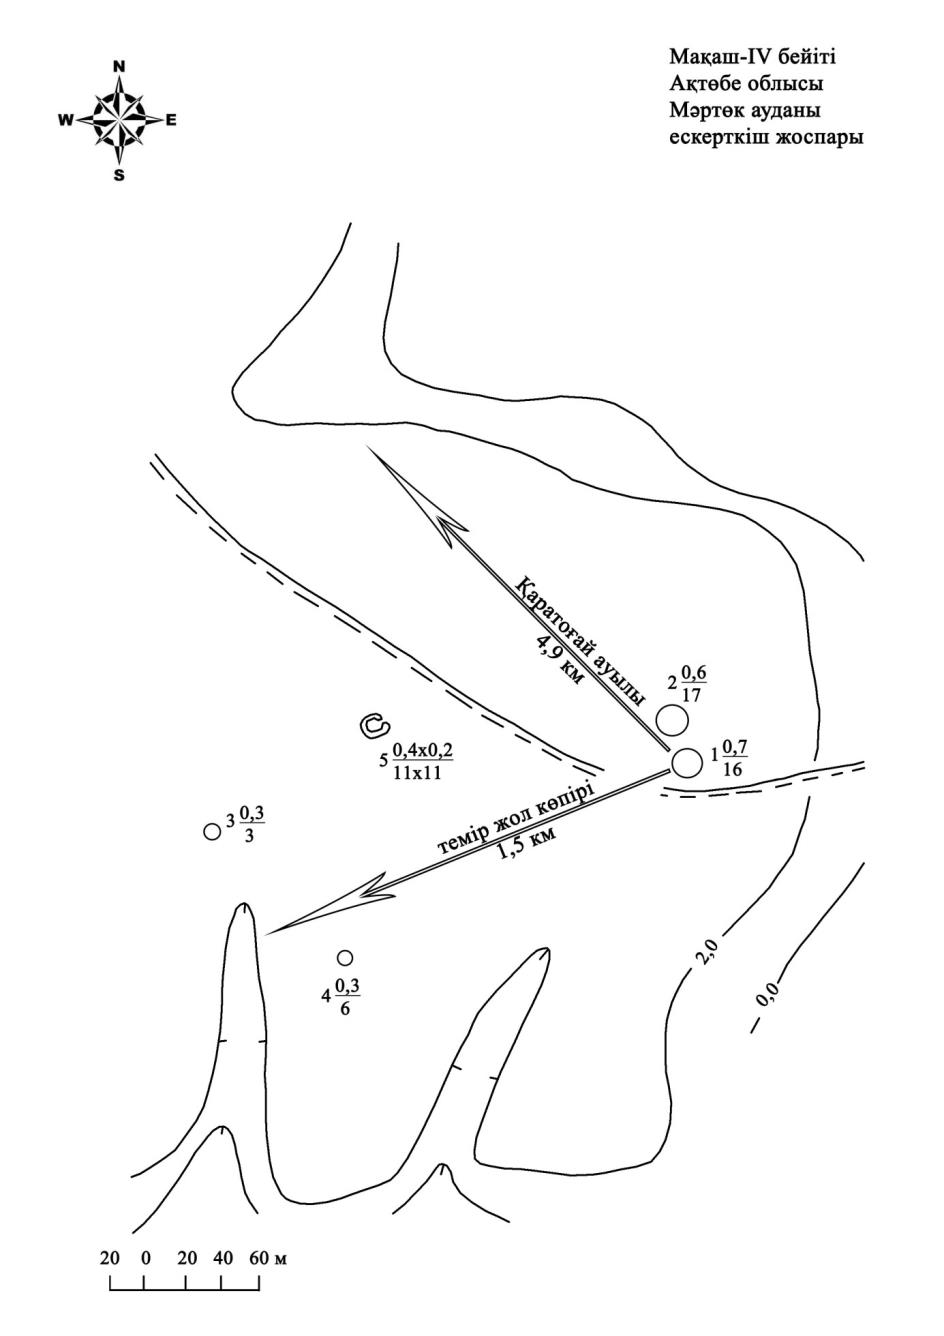 N
W E
S
Мақаш-IV бейіті
Ақтөбе облысы
Мәртөк ауданы
ескерткіш жоспары
Қаратоғай ауылы
4,9 км
2 0,6
17
1 0,7
16
5 0,4х0,2
11х11
темір жол көпірі
1,5 км
3 0,3
3
4 0,3
6
2,0
0,0
20 0 20 40 60 м